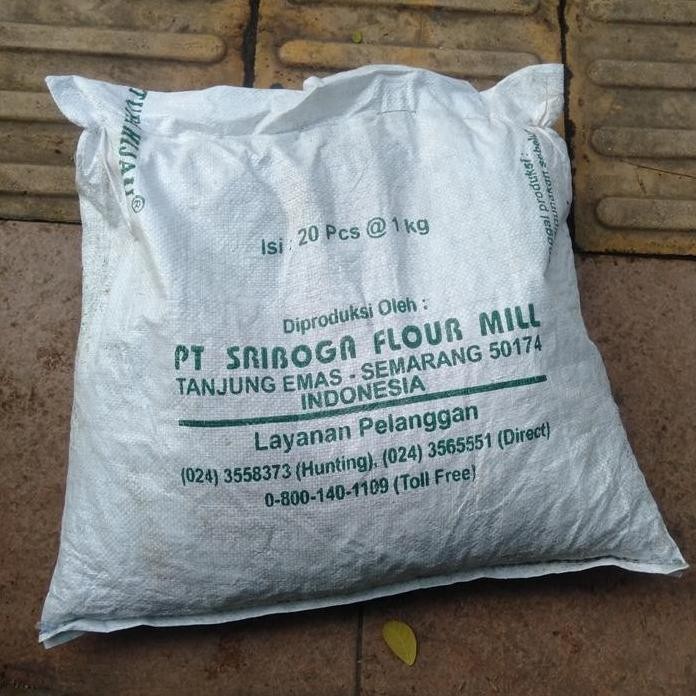 Isi : 20 Pcs @ 1 kg
Diproduksi Oleh :
PT SRIBOGA FLOUR MILL
TANJUNG EMAS - SEMARANG 50174
INDONESIA
Layanan Pelanggan
(024) 3558373 (Hunting), (024) 3565551 (Direct)
0-800-140-1109 (Toll Free)
produksi :